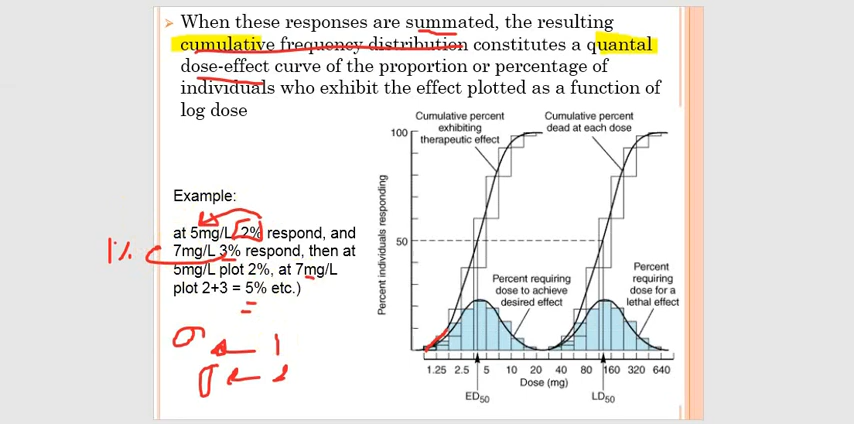 When these responses are summated, the resulting
cumulative frequency distribution constitutes a quantal
dose-effect curve of the proportion or percentage of
individuals who exhibit the effect plotted as a function of
log dose
Example:
at 5mg/L 2% respond, and
7mg/L 3% respond, then at
5mg/L plot 2%, at 7mg/L
plot 2+3 = 5% etc.)
1%
Cumulative percent
exhibiting
therapeutic effect
Cumulative percent
dead at each dose
100
50
Percent individuals responding
Percent requiring
dose to achieve
desired effect
Percent
requiring
dose for a
lethal effect
1.25 2.5 5 10 20 40 80 160 320 640
Dose (mg)
ED50
LD50